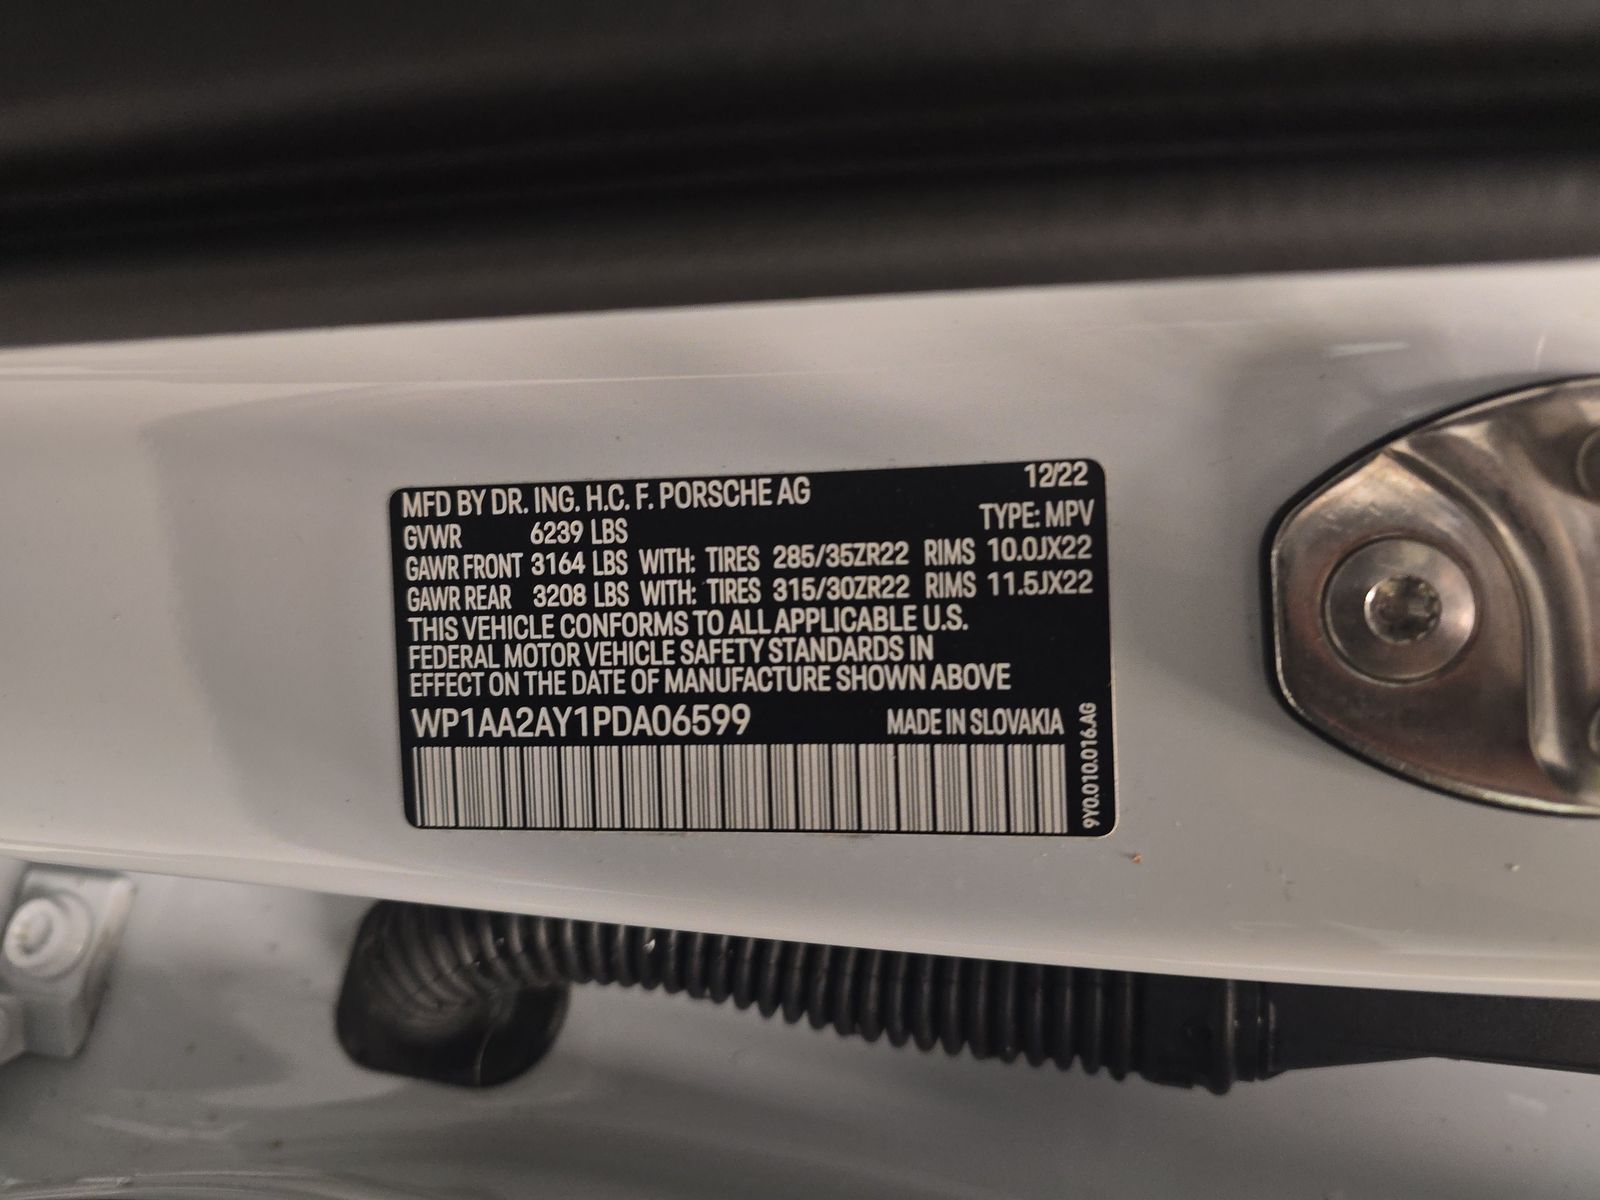 12/22
MFD BY DR. ING. H.C. F. PORSCHE AG
GVWR 6239 LBS TYPE: MPV
GAWR FRONT 3164 LBS WITH: TIRES 285/35ZR22 RIMS 10.0JX22
GAWR REAR 3208 LBS WITH: TIRES 315/30ZR22 RIMS 11.5JX22
THIS VEHICLE CONFORMS TO ALL APPLICABLE U.S.
FEDERAL MOTOR VEHICLE SAFETY STANDARDS IN
EFFECT ON THE DATE OF MANUFACTURE SHOWN ABOVE
WP1AA2AY1PDA06599 MADE IN SLOVAKIA
9Y0.010.016.AG